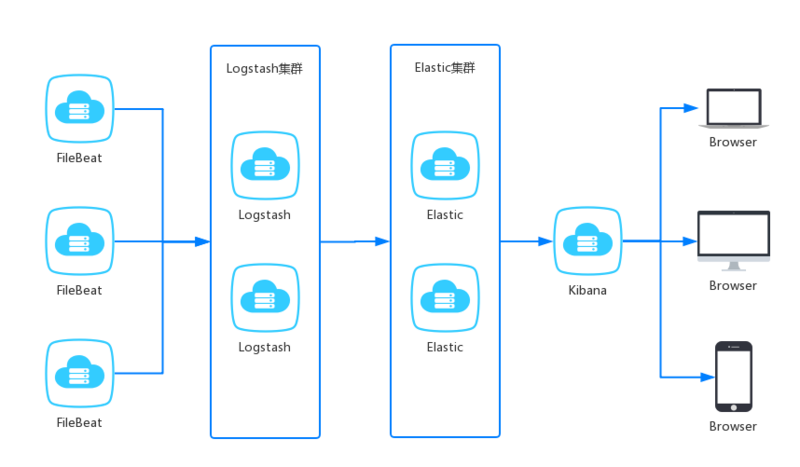 Logstash集群
Elastic集群
FileBeat
Logstash
Elastic
Browser
FileBeat
Kibana
Browser
Logstash
Elastic
FileBeat
Browser